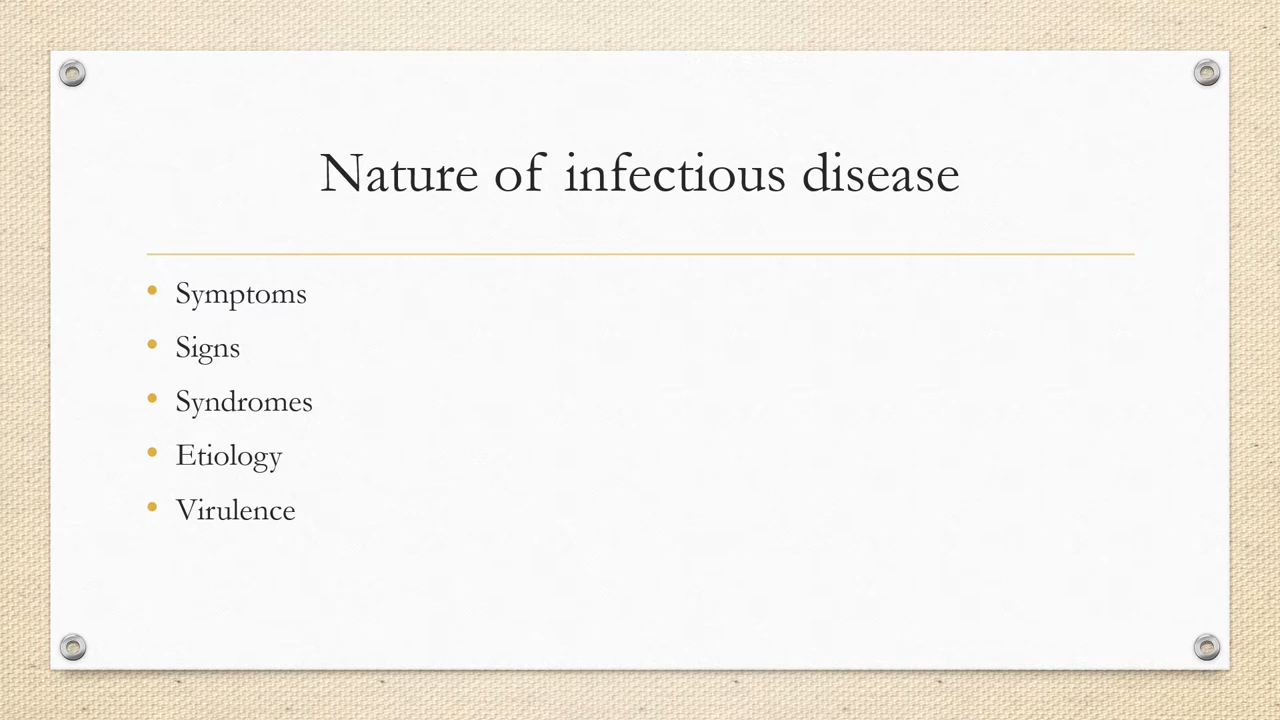 Nature of infectious disease
• Symptoms
• Signs
• Syndromes
• Etiology
• Virulence